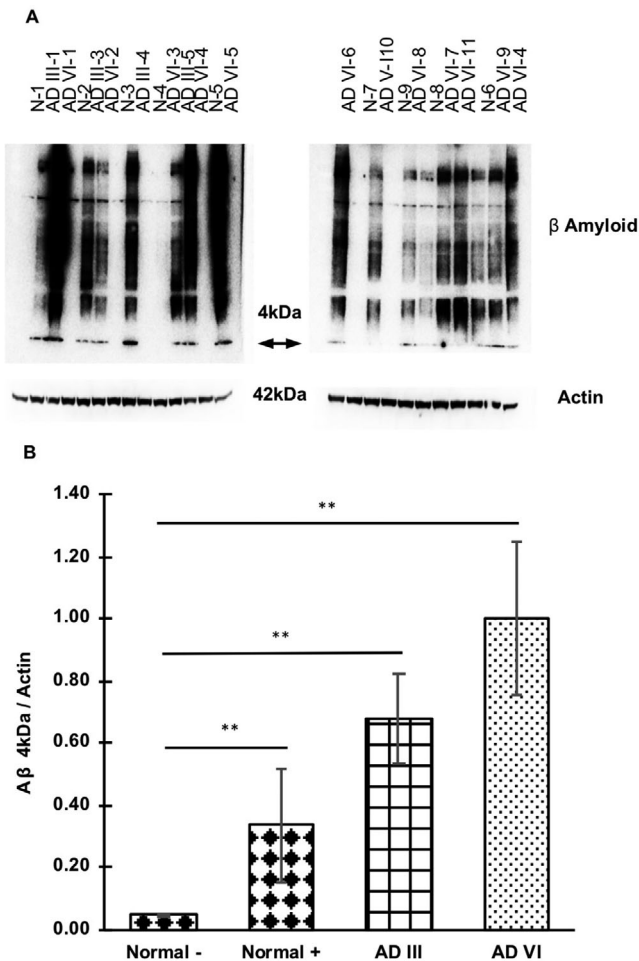 A
N-1
AD III-1
AD VI-1
N-2
AD III-3
AD VI-2
N-3
AD III-4
N-4
AD VI-3
AD III-5
AD VI-4
N-5
AD VI-5
AD VI-6
N-7
AD V-I10
N-9
AD VI-8
N-8
AD VI-7
AD VI-11
N-6
AD VI-9
AD VI-4
β Amyloid
4kDa
42kDa
Actin
B
Aβ 4kDa / Actin
1.40
1.20
1.00
0.80
0.60
0.40
0.20
0.00
**
**
**
Normal -
Normal +
AD III
AD VI